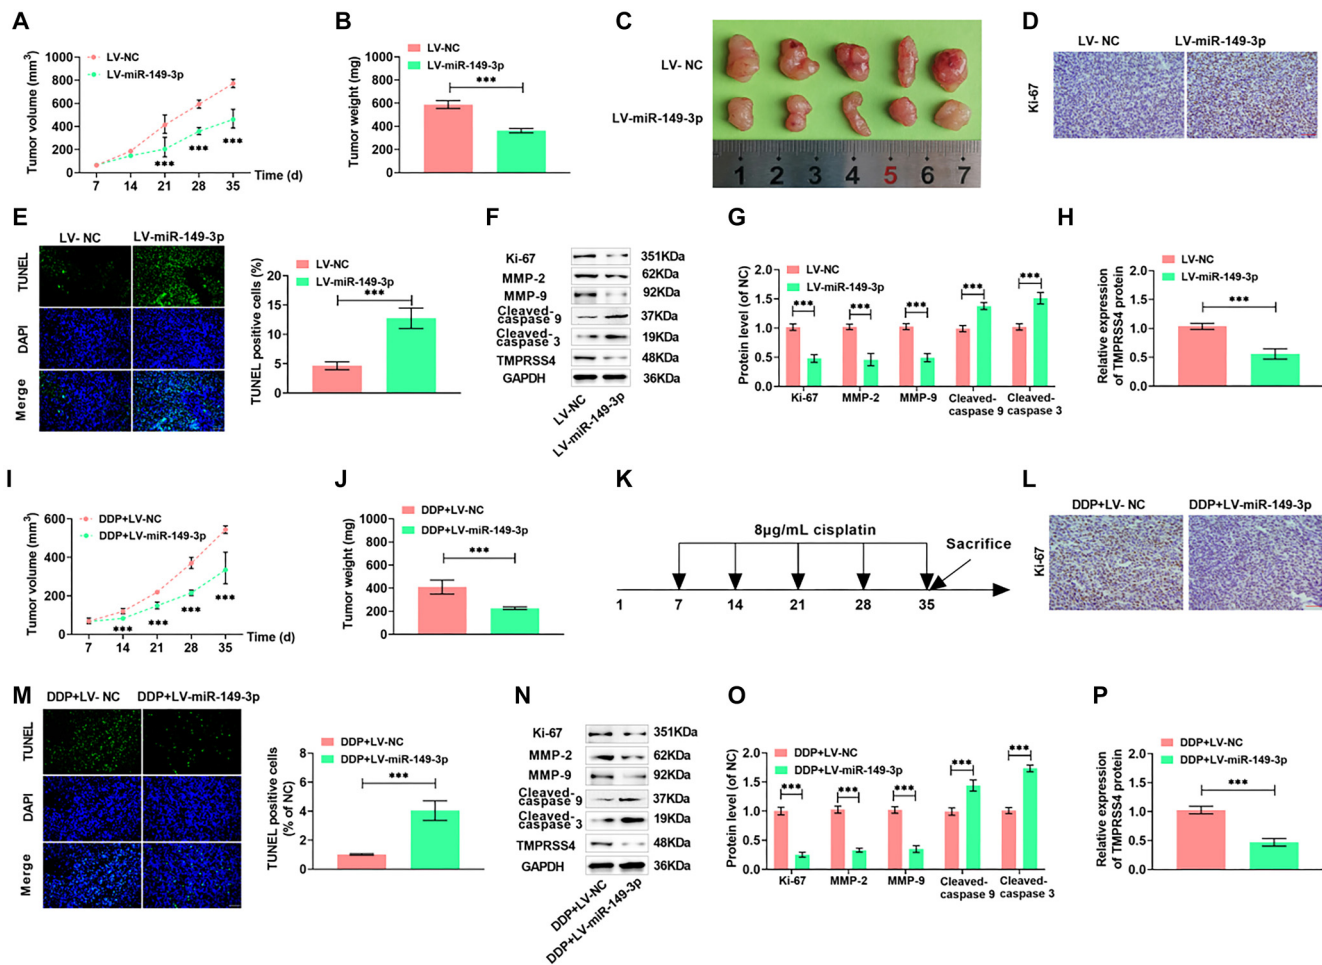 A
LV-NC
LV-miR-149-3p
Tumor volume (mm3)
1000
800
600
400
200
0
*** *** ***
7 14 21 28 35 Time (d)
B
LV-NC
LV-miR-149-3p
Tumor weight (mg)
1000
800
600
400
200
0
***
C
LV- NC
LV-miR-149-3p
1 2 3 4 5 6 7
D
LV- NC LV-miR-149-3p
Ki-67
E
LV- NC LV-miR-149-3p
TUNEL
DAPI
Merge
LV-NC
LV-miR-149-3p
TUNEL positive cells (%)
20
15
10
5
0
***
F
Ki-67 351KDa
MMP-2 62KDa
MMP-9 92KDa
Cleaved-
caspase 9 37KDa
Cleaved-
caspase 3 19KDa
TMPRSS4 48KDa
GAPDH 36KDa
LV-NC
LV-miR-149-3p
G
LV-NC
LV-miR-149-3p
Protein level (of NC)
2.0
1.5
1.0
0.5
0.0
*** *** *** *** ***
Ki-67 MMP-2 MMP-9 Cleaved- Cleaved-
caspase 9 caspase 3
H
LV-NC
LV-miR-149-3p
Relative expression
of TMPRSS4 protein
2.0
1.5
1.0
0.5
0.0
***
I
DDP+LV-NC
DDP+LV-miR-149-3p
Tumor volume (mm3)
600
400
200
0
*** *** *** ***
7 14 21 28 35 Time (d)
J
DDP+LV-NC
DDP+LV-miR-149-3p
Tumor weight (mg)
1000
800
600
400
200
0
***
K
8μg/mL cisplatin
Sacrifice
1 7 14 21 28 35
L
DDP+LV- NC DDP+LV-miR-149-3p
Ki-67
M
DDP+LV- NC DDP+LV-miR-149-3p
TUNEL
DAPI
Merge
DDP+LV-NC
DDP+LV-miR-149-3p
TUNEL positive cells
(% of NC)
8
6
4
2
0
***
N
Ki-67 351KDa
MMP-2 62KDa
MMP-9 92KDa
Cleaved-
caspase 9 37KDa
Cleaved-
caspase 3 19KDa
TMPRSS4 48KDa
GAPDH 36KDa
DDP+LV-NC
DDP+LV-miR-149-3p
O
DDP+LV-NC
DDP+LV-miR-149-3p
Protein level (of NC)
2.0
1.5
1.0
0.5
0.0
*** *** *** *** ***
Ki-67 MMP-2 MMP-9 Cleaved- Cleaved-
caspase 9 caspase 3
P
DDP+LV-NC
DDP+LV-miR-149-3p
Relative expression
of TMPRSS4 protein
2.0
1.5
1.0
0.5
0.0
***